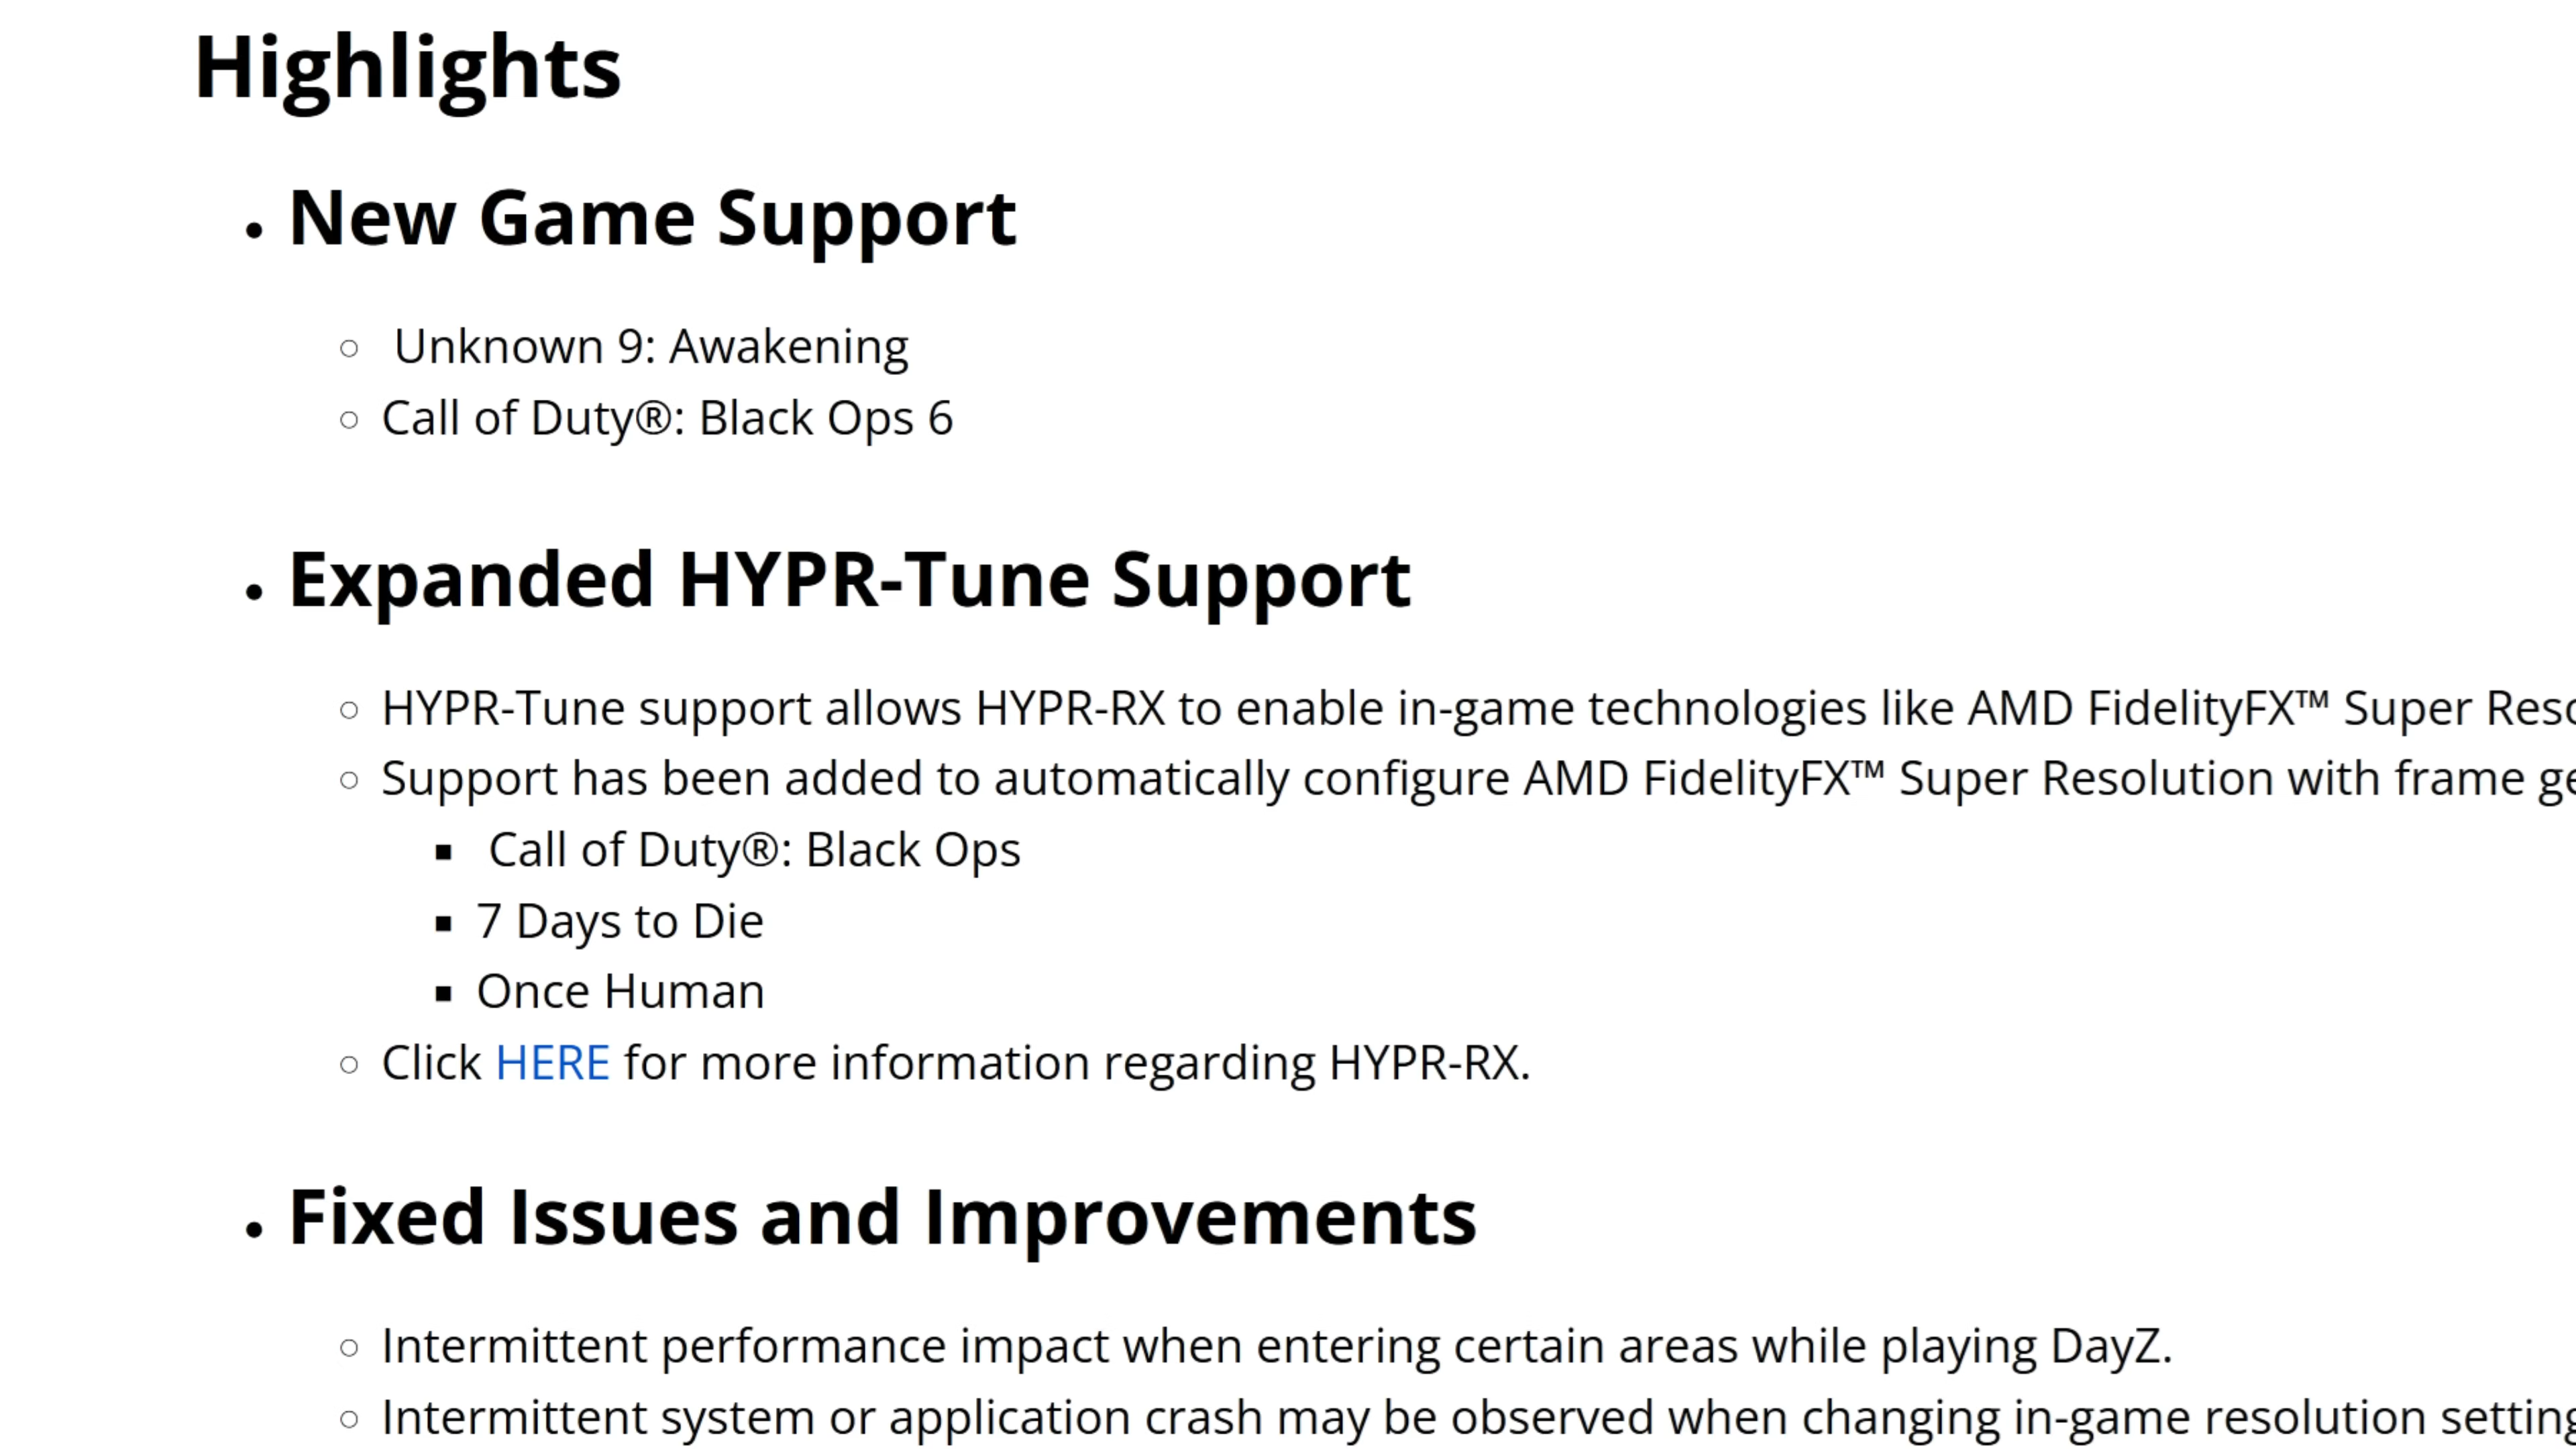 Highlights
New Game Support
Unknown 9: Awakening
Call of Duty®: Black Ops 6
Expanded HYPR-Tune Support
HYPR-Tune support allows HYPR-RX to enable in-game technologies like AMD FidelityFX™ Super
Support has been added to automatically configure AMD FidelityFX™ Super Resolution with frame
Call of Duty®: Black Ops
7 Days to Die
Once Human
Click HERE for more information regarding HYPR-RX.
Fixed Issues and Improvements
Intermittent performance impact when entering certain areas while playing DayZ.
Intermittent system or application crash may be observed when changing in-game resolution